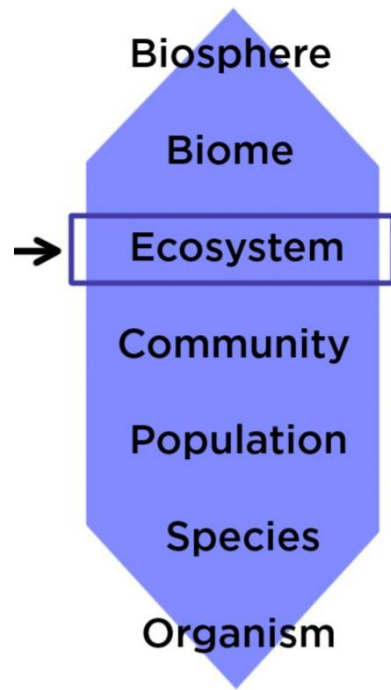 Biosphere
Biome
Ecosystem
Community
Population
Species
Organism